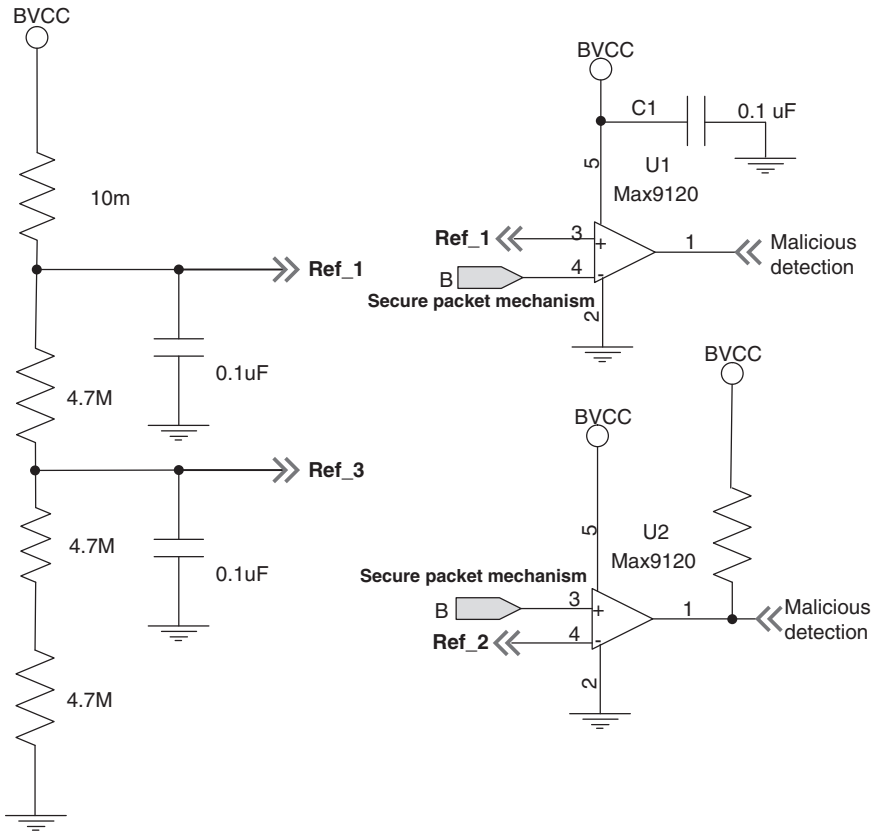 BVCC
10m
Ref_1
0.1uF
4.7M
Ref_3
4.7M
0.1uF
4.7M
BVCC
C1
0.1 uF
5
U1
Max9120
Ref_1
3
+
1
Malicious
detection
B
4
-
Secure packet mechanism
2
BVCC
BVCC
5
U2
Max9120
Secure packet mechanism
B
3
+
1
Malicious
detection
Ref_2
4
-
2